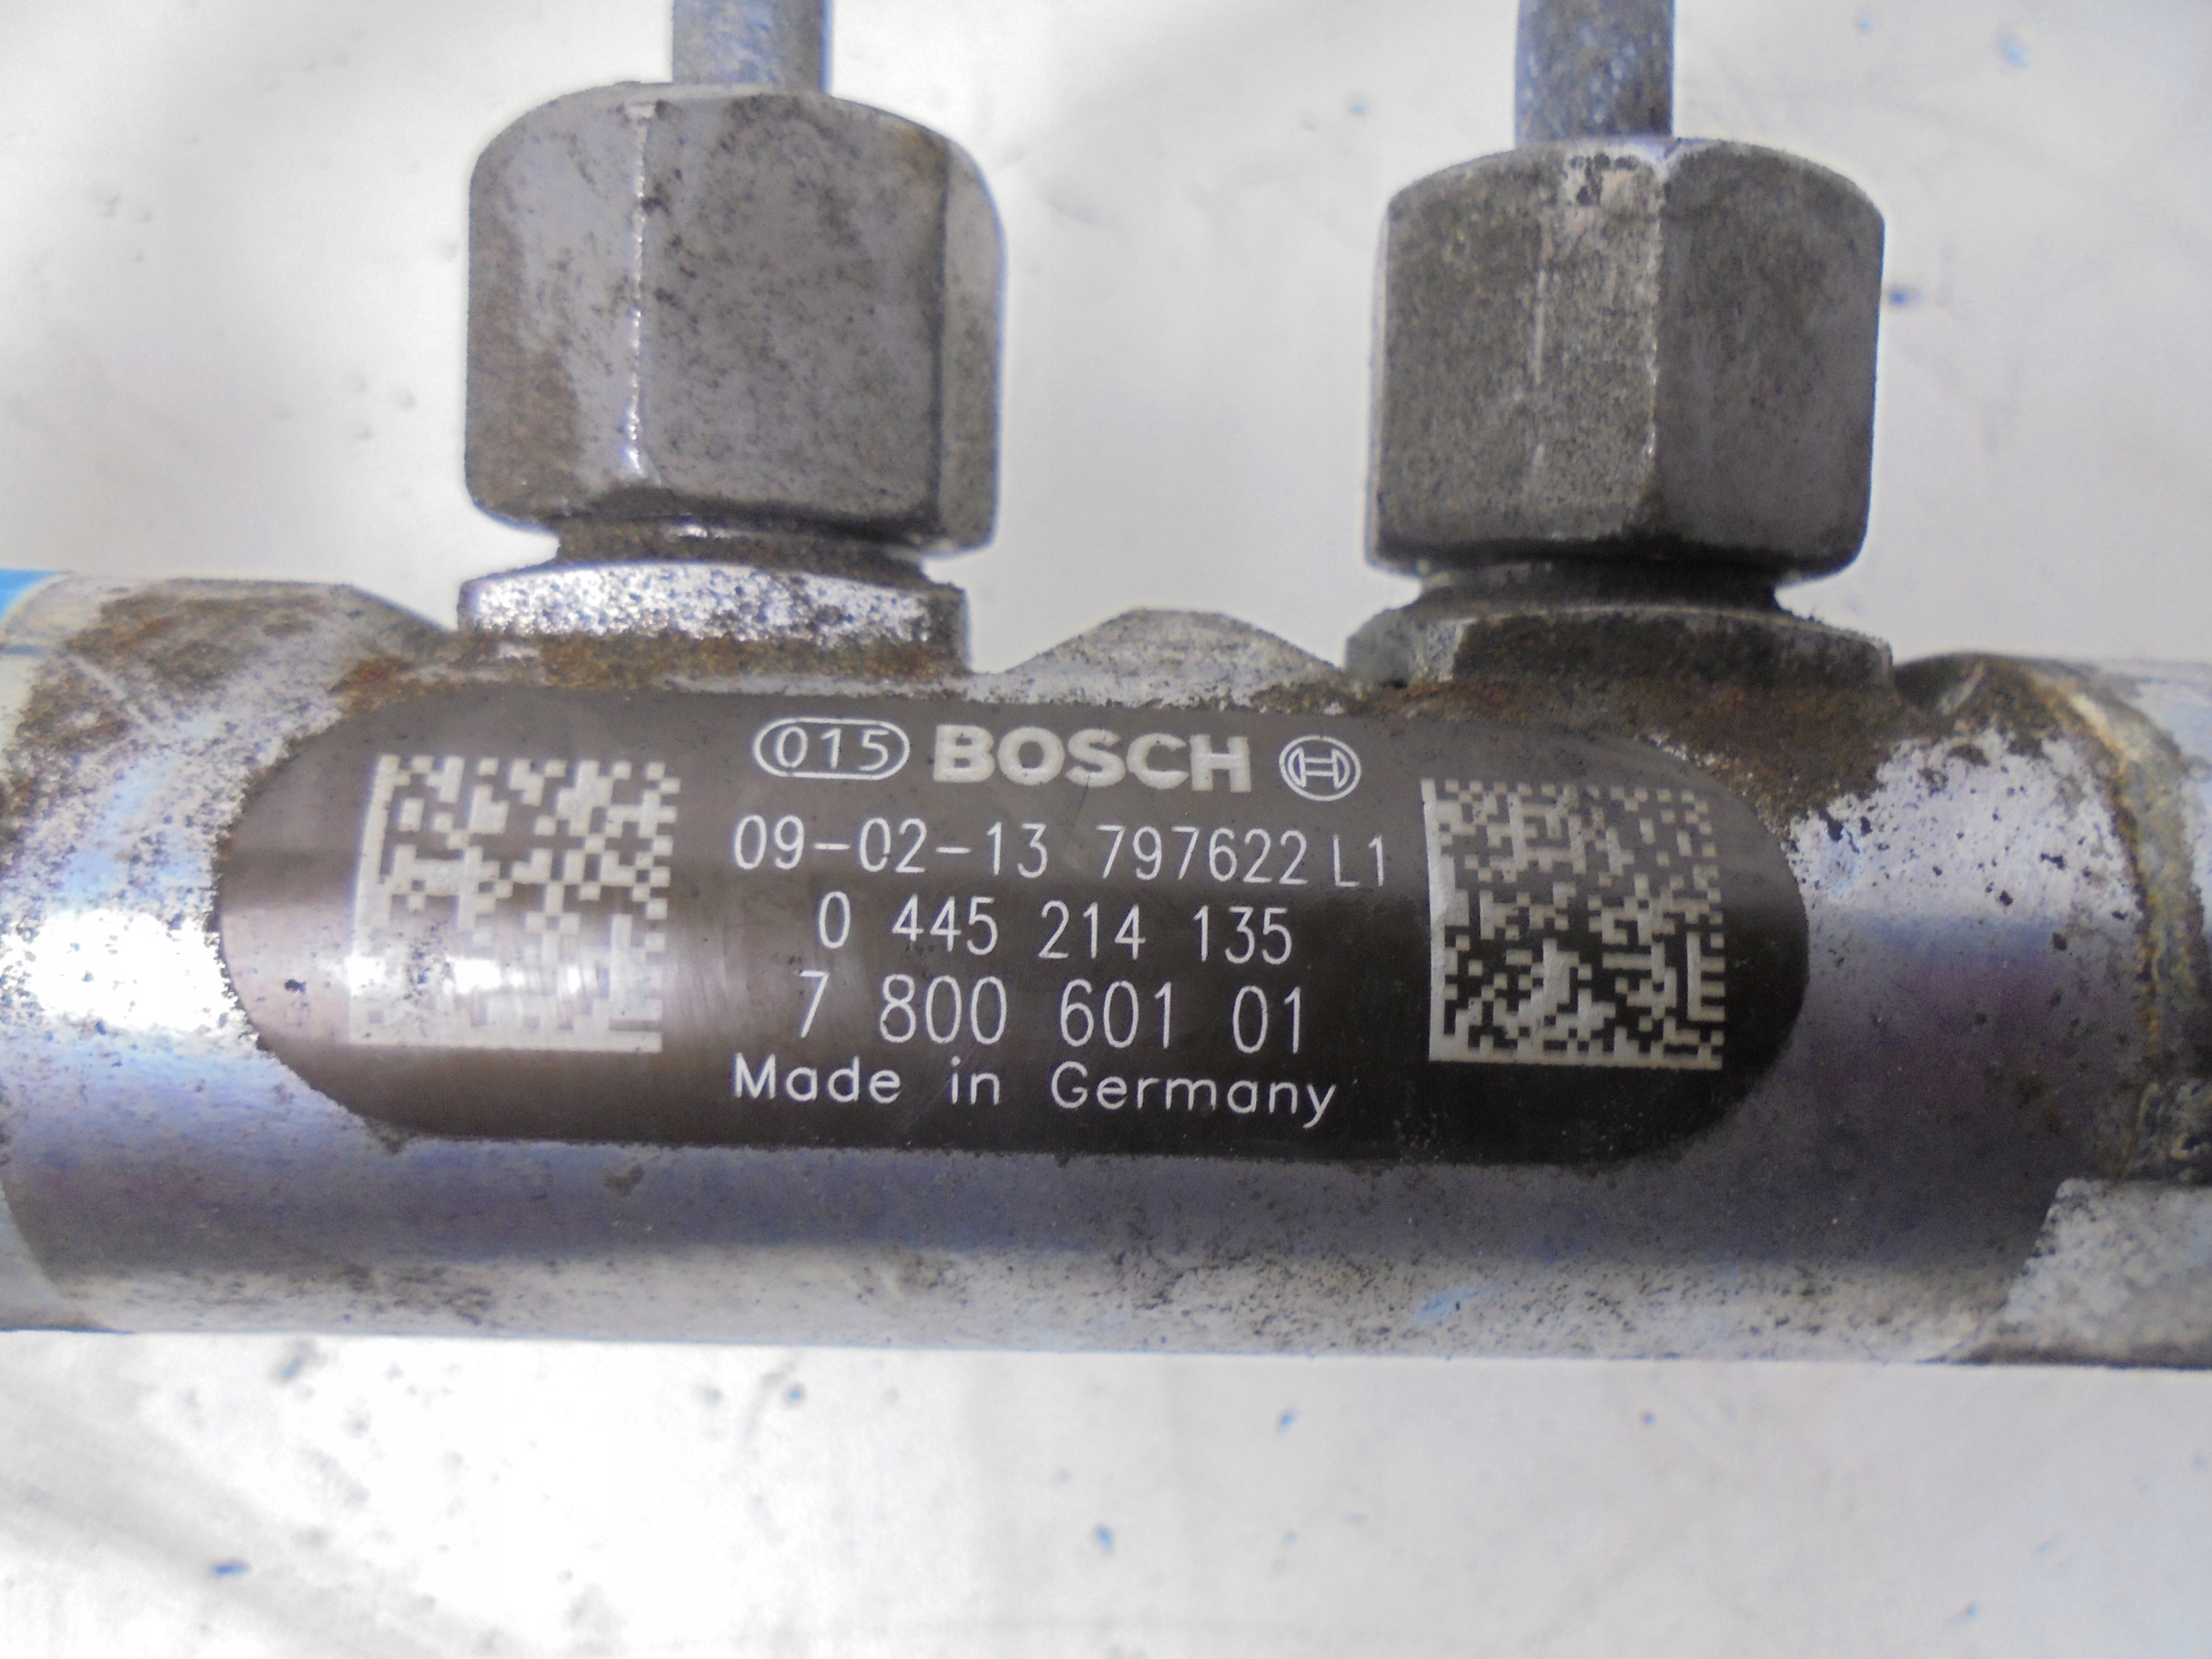 015 BOSCH
09-02-13 797622 L1
0 445 214 135
7 800 601 01
Made in Germany